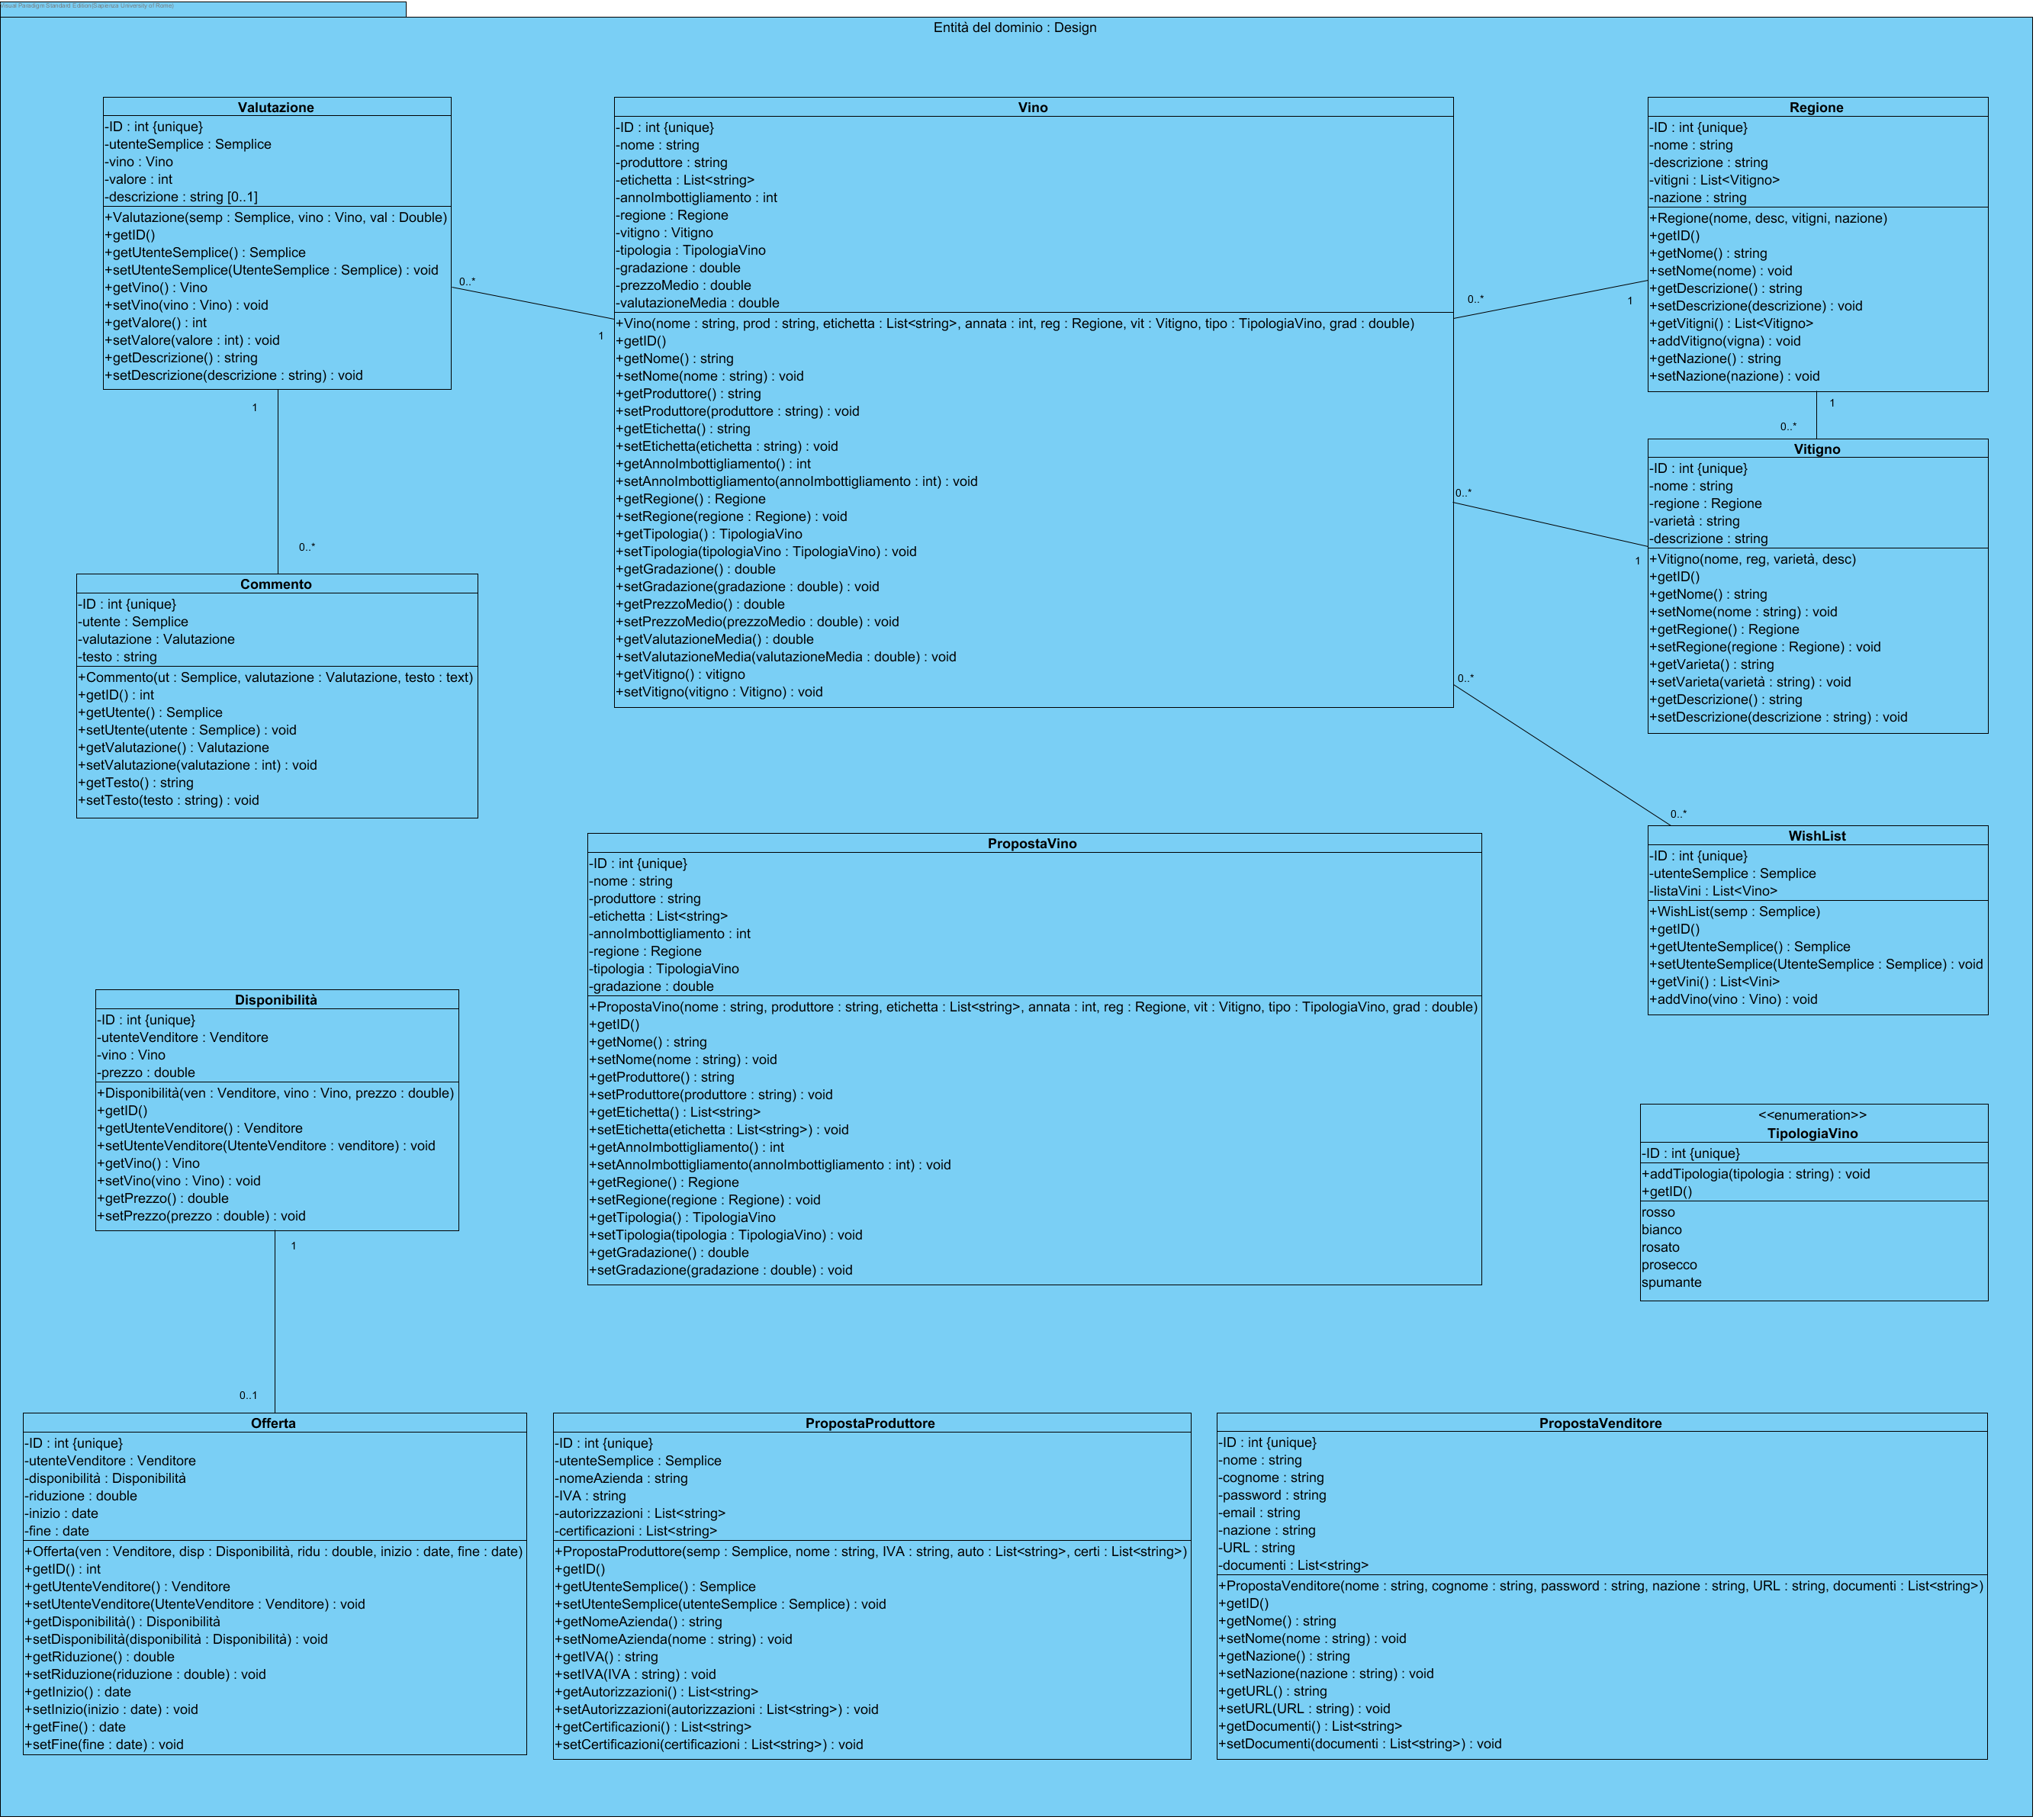 Visual Paradigm Standard Edition(Sapienza University of Rome)
Entità del dominio : Design
Valutazione
-ID : int {unique}
-utenteSemplice : Semplice
-vino : Vino
-valore : int
-descrizione : string [0..1]
+Valutazione(semp : Semplice, vino : Vino, val : Double)
+getID()
+getUtenteSemplice() : Semplice
+setUtenteSemplice(UtenteSemplice : Semplice) : void
+getVino() : Vino
+setVino(vino : Vino) : void
+getValore() : int
+setValore(valore : int) : void
+getDescrizione() : string
+setDescrizione(descrizione : string) : void
0..*
1
1
0..*
Vino
-ID : int {unique}
-nome : string
-produttore : string
-etichetta : List<string>
-annoImbottigliamento : int
-regione : Regione
-vitigno : Vitigno
-tipologia : TipologiaVino
-gradazione : double
-prezzoMedio : double
-valutazioneMedia : double
+Vino(nome : string, prod : string, etichetta : List<string>, annata : int, reg : Regione, vit : Vitigno, tipo : TipologiaVino, grad : double)
+getID()
+getNome() : string
+setNome(nome : string) : void
+getProduttore() : string
+setProduttore(produttore : string) : void
+getEtichetta() : string
+setEtichetta(etichetta : string) : void
+getAnnoImbottigliamento() : int
+setAnnoImbottigliamento(annoImbottigliamento : int) : void
+getRegione() : Regione
+setRegione(regione : Regione) : void
+getTipologia() : TipologiaVino
+setTipologia(tipologiaVino : TipologiaVino) : void
+getGradazione() : double
+setGradazione(gradazione : double) : void
+getPrezzoMedio() : double
+setPrezzoMedio(prezzoMedio : double) : void
+getValutazioneMedia() : double
+setValutazioneMedia(valutazioneMedia : double) : void
+getVitigno() : vitigno
+setVitigno(vitigno : Vitigno) : void
0..*
1
Regione
-ID : int {unique}
-nome : string
-descrizione : string
-vitigni : List<Vitigno>
-nazione : string
+Regione(nome, desc, vitigni, nazione)
+getID()
+getNome() : string
+setNome(nome) : void
+getDescrizione() : string
+setDescrizione(descrizione) : void
+getVitigni() : List<Vitigno>
+addVitigno(vigna) : void
+getNazione() : string
+setNazione(nazione) : void
1
0..*
0..*
1
Vitigno
-ID : int {unique}
-nome : string
-regione : Regione
-varietà : string
-descrizione : string
+Vitigno(nome, reg, varietà, desc)
+getID()
+getNome() : string
+setNome(nome : string) : void
+getRegione() : Regione
+setRegione(regione : Regione) : void
+getVarieta() : string
+setVarieta(varietà : string) : void
+getDescrizione() : string
+setDescrizione(descrizione : string) : void
Commento
-ID : int {unique}
-utente : Semplice
-valutazione : Valutazione
-testo : string
+Commento(ut : Semplice, valutazione : Valutazione, testo : text)
+getID() : int
+getUtente() : Semplice
+setUtente(utente : Semplice) : void
+getValutazione() : Valutazione
+setValutazione(valutazione : int) : void
+getTesto() : string
+setTesto(testo : string) : void
0..*
0..*
WishList
-ID : int {unique}
-utenteSemplice : Semplice
-listaVini : List<Vino>
+WishList(semp : Semplice)
+getID()
+getUtenteSemplice() : Semplice
+setUtenteSemplice(UtenteSemplice : Semplice) : void
+getVini() : List<Vini>
+addVino(vino : Vino) : void
PropostaVino
-ID : int {unique}
-nome : string
-produttore : string
-etichetta : List<string>
-annoImbottigliamento : int
-regione : Regione
-tipologia : TipologiaVino
-gradazione : double
+PropostaVino(nome : string, produttore : string, etichetta : List<string>, annata : int, reg : Regione, vit : Vitigno, tipo : TipologiaVino, grad : double)
+getID()
+getNome() : string
+setNome(nome : string) : void
+getProduttore() : string
+setProduttore(produttore : string) : void
+getEtichetta() : List<string>
+setEtichetta(etichetta : List<string>) : void
+getAnnoImbottigliamento() : int
+setAnnoImbottigliamento(annoImbottigliamento : int) : void
+getRegione() : Regione
+setRegione(regione : Regione) : void
+getTipologia() : TipologiaVino
+setTipologia(tipologia : TipologiaVino) : void
+getGradazione() : double
+setGradazione(gradazione : double) : void
Disponibilità
-ID : int {unique}
-utenteVenditore : Venditore
-vino : Vino
-prezzo : double
+Disponibilità(ven : Venditore, vino : Vino, prezzo : double)
+getID()
+getUtenteVenditore() : Venditore
+setUtenteVenditore(UtenteVenditore : venditore) : void
+getVino() : Vino
+setVino(vino : Vino) : void
+getPrezzo() : double
+setPrezzo(prezzo : double) : void
1
0..1
<<enumeration>>
TipologiaVino
-ID : int {unique}
+addTipologia(tipologia : string) : void
+getID()
rosso
bianco
rosato
prosecco
spumante
Offerta
-ID : int {unique}
-utenteVenditore : Venditore
-disponibilità : Disponibilità
-riduzione : double
-inizio : date
-fine : date
+Offerta(ven : Venditore, disp : Disponibilità, ridu : double, inizio : date, fine : date)
+getID() : int
+getUtenteVenditore() : Venditore
+setUtenteVenditore(UtenteVenditore : Venditore) : void
+getDisponibilità() : Disponibilità
+setDisponibilità(disponibilità : Disponibilità) : void
+getRiduzione() : double
+setRiduzione(riduzione : double) : void
+getInizio() : date
+setInizio(inizio : date) : void
+getFine() : date
+setFine(fine : date) : void
PropostaProduttore
-ID : int {unique}
-utenteSemplice : Semplice
-nomeAzienda : string
-IVA : string
-autorizzazioni : List<string>
-certificazioni : List<string>
+PropostaProduttore(semp : Semplice, nome : string, IVA : string, auto : List<string>, certi : List<string>)
+getID()
+getUtenteSemplice() : Semplice
+setUtenteSemplice(utenteSemplice : Semplice) : void
+getNomeAzienda() : string
+setNomeAzienda(nome : string) : void
+getIVA() : string
+setIVA(IVA : string) : void
+getAutorizzazioni() : List<string>
+setAutorizzazioni(autorizzazioni : List<string>) : void
+getCertificazioni() : List<string>
+setCertificazioni(certificazioni : List<string>) : void
PropostaVenditore
-ID : int {unique}
-nome : string
-cognome : string
-password : string
-email : string
-nazione : string
-URL : string
-documenti : List<string>
+PropostaVenditore(nome : string, cognome : string, password : string, nazione : string, URL : string, documenti : List<string>)
+getID()
+getNome() : string
+setNome(nome : string) : void
+getNazione() : string
+setNazione(nazione : string) : void
+getURL() : string
+setURL(URL : string) : void
+getDocumenti() : List<string>
+setDocumenti(documenti : List<string>) : void